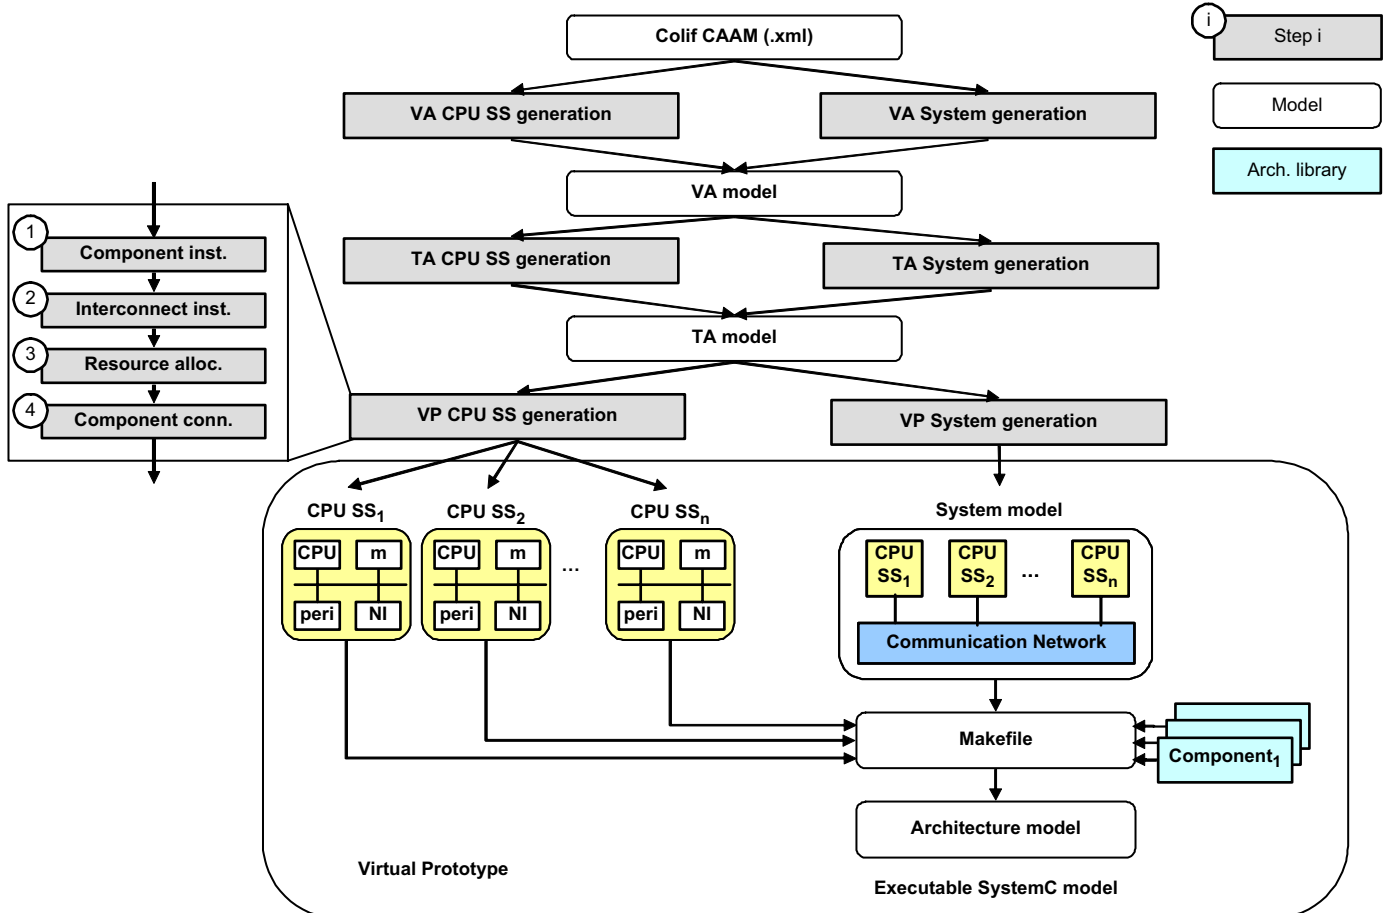 Colif CAAM (.xml)
i
Step i
Model
Arch. library
VA CPU SS generation
VA System generation
VA model
TA CPU SS generation
TA System generation
TA model
1
Component inst.
2
Interconnect inst.
3
Resource alloc.
4
Component conn.
VP CPU SS generation
VP System generation
CPU SS1
CPU SS2
CPU SSn
System model
CPU
m
peri
NI
CPU
m
peri
NI
...
CPU
m
peri
NI
CPU
SS1
CPU
SS2
...
CPU
SSn
Communication Network
Makefile
Component1
Architecture model
Virtual Prototype
Executable SystemC model